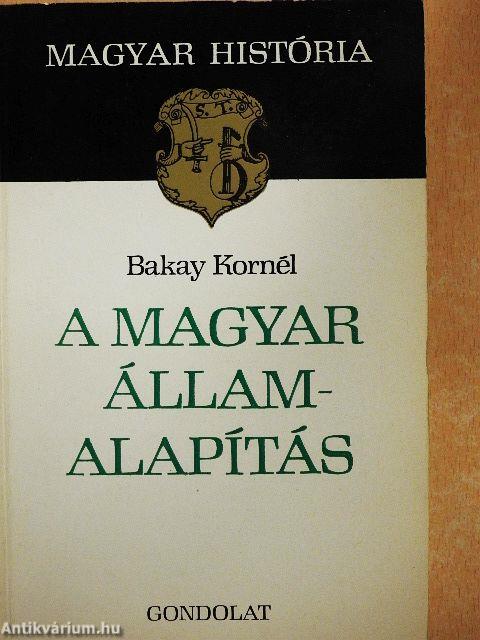 MAGYAR HISTÓRIA
S. T.
Bakay Kornél
A MAGYAR
ÁLLAM-
ALAPÍTÁS
GONDOLAT
Antikvárium.hu